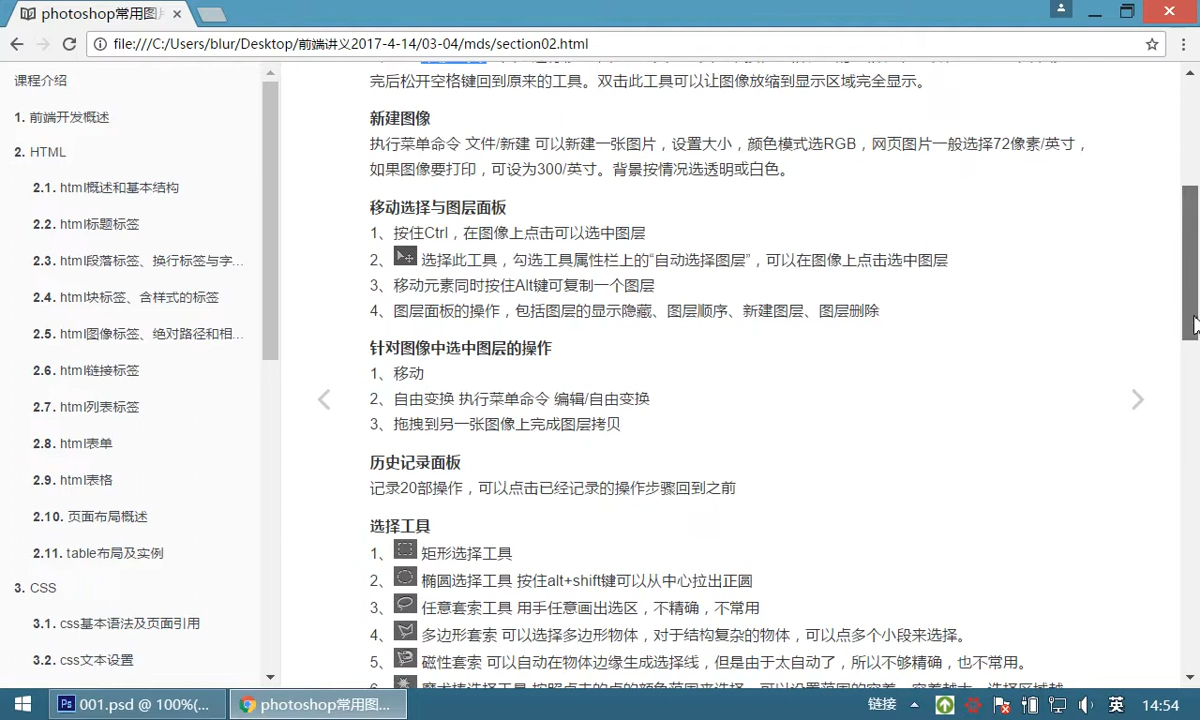 photoshop常用图
file:///C:/Users/blur/Desktop/前端讲义2017-4-14/03-04/mds/section02.html
课程介绍
1. 前端开发概述
2. HTML
2.1. html概述和基本结构
2.2. html标题标签
2.3. html段落标签、换行标签与字...
2.4. html块标签、含样式的标签
2.5. html图像标签、绝对路径和相...
2.6. html链接标签
2.7. html列表标签
2.8. html表单
2.9. html表格
2.10. 页面布局概述
2.11. table布局及实例
3. CSS
3.1. css基本语法及页面引用
3.2. css文本设置
完后松开空格键回到原来的工具。双击此工具可以让图像放缩到显示区域完全显示。
新建图像
执行菜单命令 文件/新建 可以新建一张图片，设置大小，颜色模式选RGB，网页图片一般选择72像素/英寸，
如果图像要打印，可设为300/英寸。背景按情况选透明或白色。
移动选择与图层面板
1、按住Ctrl，在图像上点击可以选中图层
2、 选择此工具，勾选工具属性栏上的“自动选择图层”，可以在图像上点击选中图层
3、移动元素同时按住Alt键可复制一个图层
4、图层面板的操作，包括图层的显示隐藏、图层顺序、新建图层、图层删除
针对图像中选中图层的操作
1、移动
2、自由变换 执行菜单命令 编辑/自由变换
3、拖拽到另一张图像上完成图层拷贝
历史记录面板
记录20部操作，可以点击已经记录的操作步骤回到之前
选择工具
1、 矩形选择工具
2、 椭圆选择工具 按住alt+shift键可以从中心拉出正圆
3、 任意套索工具 用手任意画出选区，不精确，不常用
4、 多边形套索 可以选择多边形物体，对于结构复杂的物体，可以点多个小段来选择。
5、 磁性套索 可以自动在物体边缘生成选择线，但是由于太自动了，所以不够精确，也不常用。
Ps 001.psd @ 100%(...
photoshop常用图...
链接
英
14:54